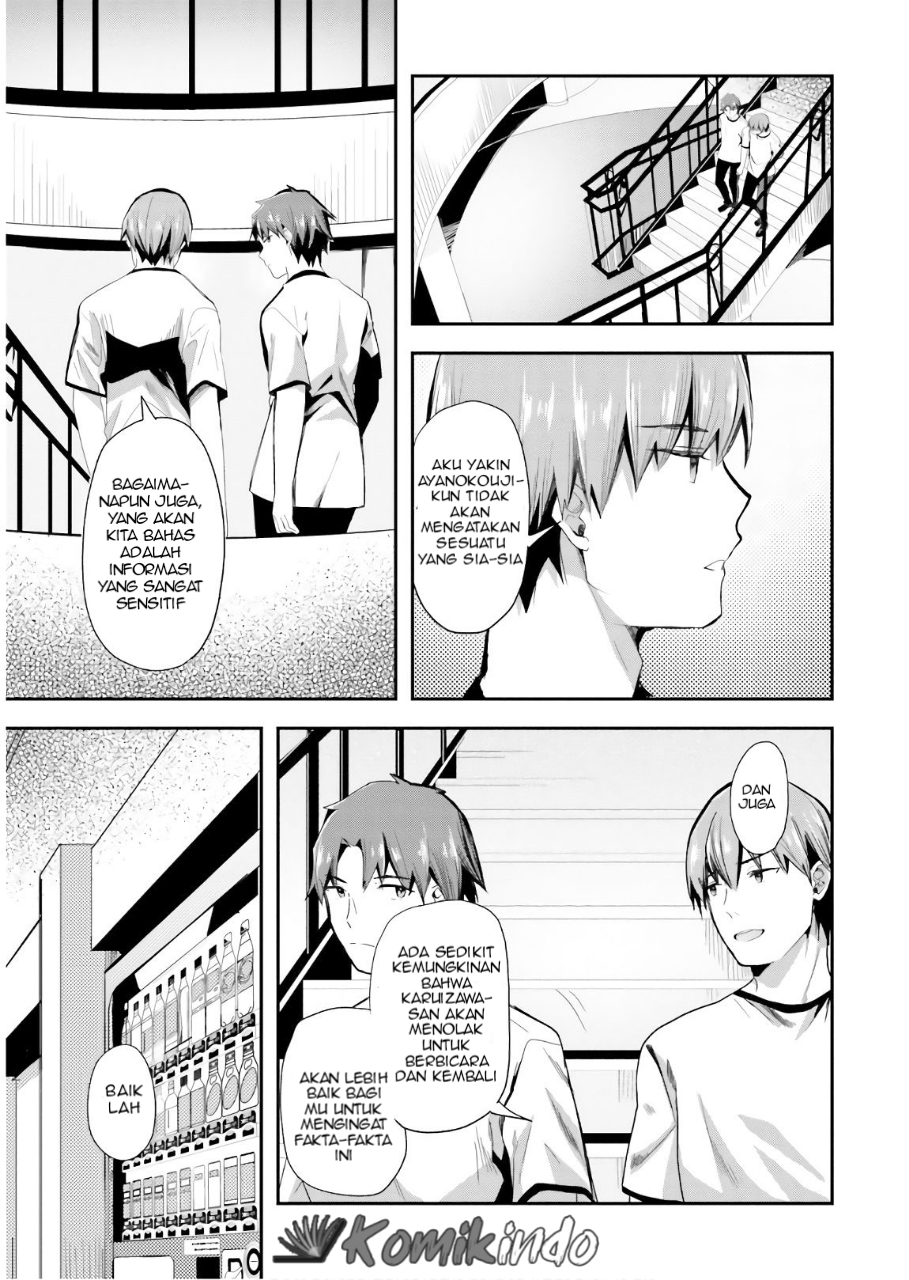 AKU YAKIN
AYANOKOUJI-
KUN TIDAK
AKAN
MENGATAKAN
SESUATU
YANG SIA-SIA
BAGAIMA-
NAPUN JUGA,
YANG AKAN
KITA BAHAS
ADALAH
INFORMASI
YANG SANGAT
SENSITIF
DAN
JUGA
ADA SEDIKIT
KEMUNGKINAN
BAHWA
KARUIZAWA-
SAN AKAN
MENOLAK
UNTUK
BERBICARA
DAN KEMBALI
AKAN LEBIH
BAIK BAGI
MU UNTUK
MENGINGAT
FAKTA-FAKTA
INI
BAIK
LAH
Komikindo